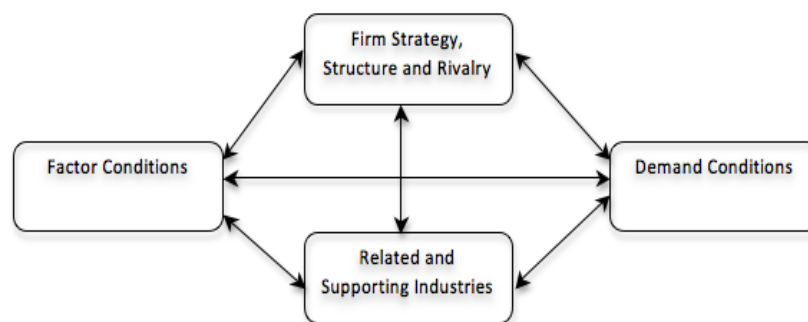 Firm Strategy,
Structure and Rivalry
Factor Conditions
Demand Conditions
Related and
Supporting Industries